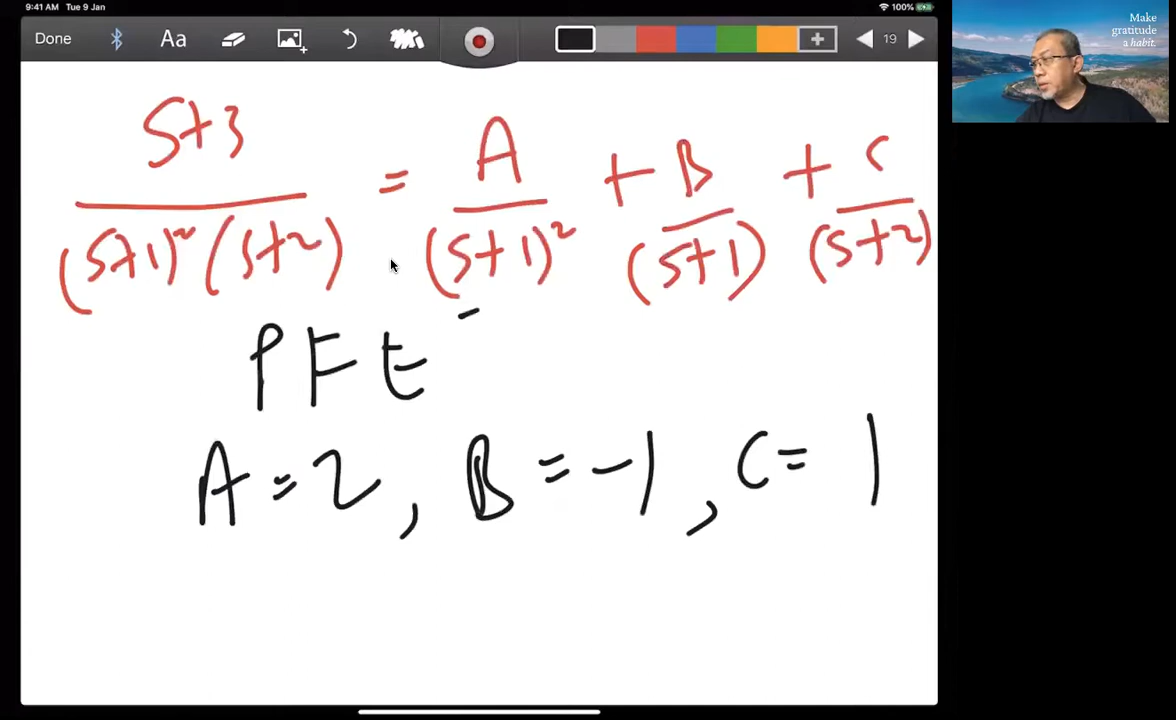 9:41 AM Tue 9 Jan
100%
Done
Aa
19
Make
gratitude
a habit.
S+3
= A + B + C
(S+1)² (S+2) (S+1)² (S+1) (S+2)
PFE
A=2, B=-1, C=1